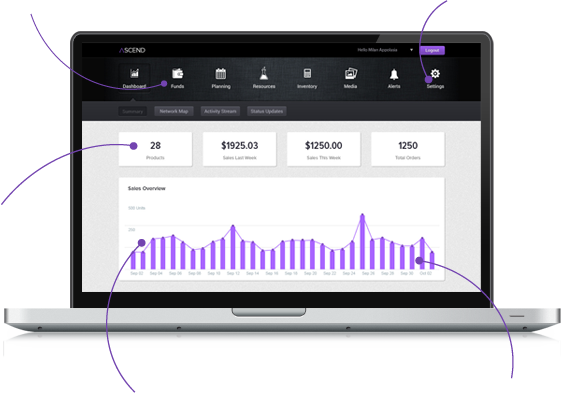 ASCEND
Hello Milan Auardooa Logout
Dashboard Funds Planning Resources Inventory Media Alerts Settings
Summary Network Map Activity Stream Status Updates
28 $1925.03 $1250.00 1250
Products Sales Last Week Sales This Week Total Orders
Sales Overview
500 Units
250
Sep 02 Sep 04 Sep 06 Sep 08 Sep 10 Sep 12 Sep 14 Sep 16 Sep 18 Sep 20 Sep 22 Sep 24 Sep 26 Sep 28 Sep 30 Oct 02